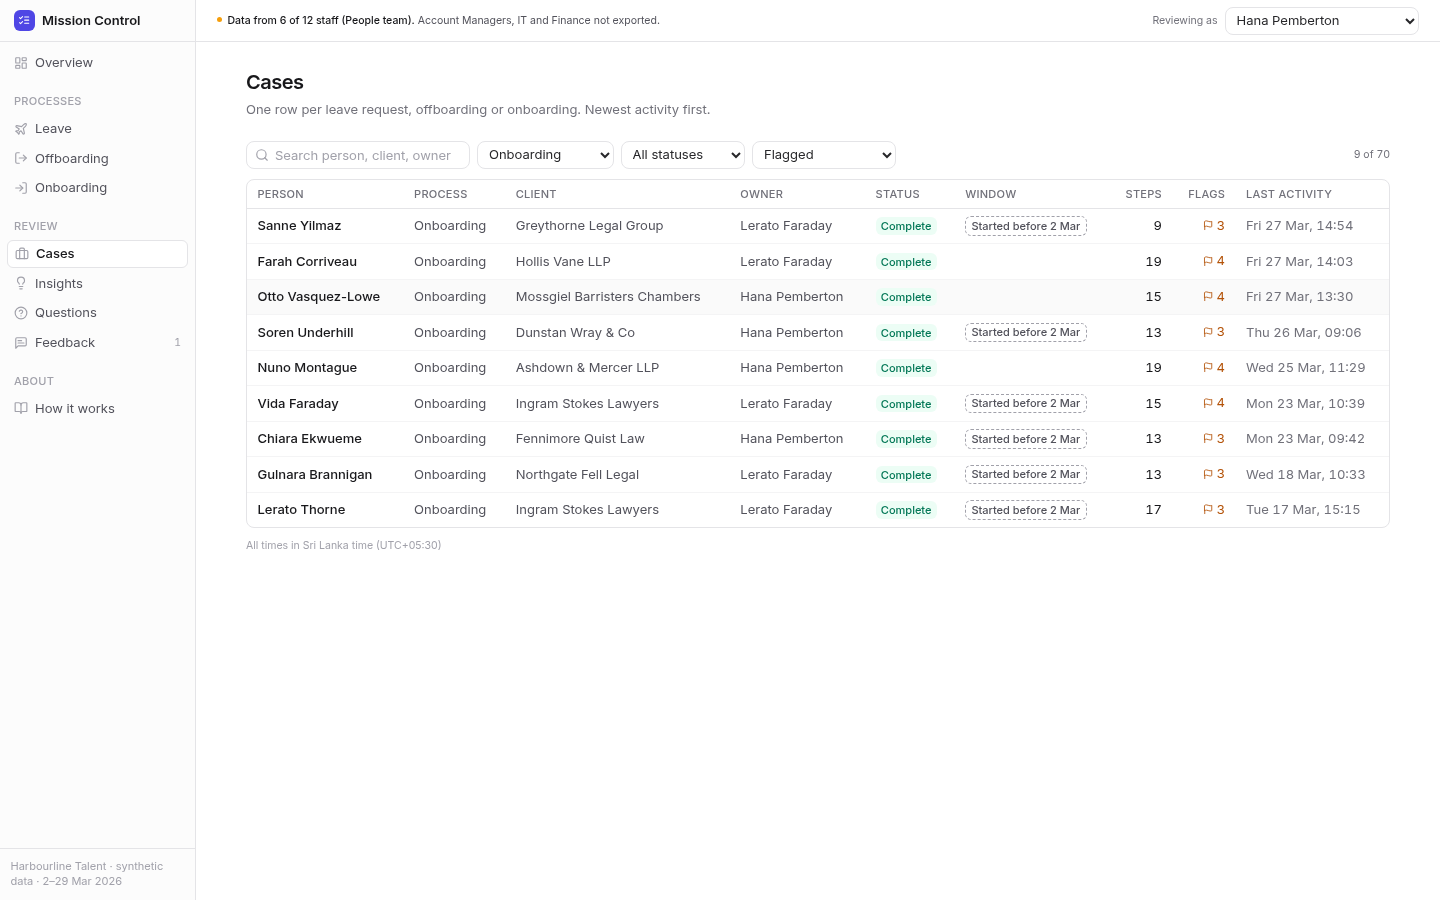 Mission Control
Data from 6 of 12 staff (People team). Account Managers, IT and Finance not exported.
Reviewing as
Hana Pemberton
Overview
PROCESSES
Leave
Offboarding
Onboarding
REVIEW
Cases
Insights
Questions
Feedback 1
ABOUT
How it works
Harbourline Talent · synthetic
data · 2–29 Mar 2026
Cases
One row per leave request, offboarding or onboarding. Newest activity first.
Search person, client, owner
Onboarding
All statuses
Flagged
9 of 70
PERSON PROCESS CLIENT OWNER STATUS WINDOW STEPS FLAGS LAST ACTIVITY
Sanne Yilmaz Onboarding Greythorne Legal Group Lerato Faraday Complete Started before 2 Mar 9 3 Fri 27 Mar, 14:54
Farah Corriveau Onboarding Hollis Vane LLP Lerato Faraday Complete 19 4 Fri 27 Mar, 14:03
Otto Vasquez-Lowe Onboarding Mossgiel Barristers Chambers Hana Pemberton Complete 15 4 Fri 27 Mar, 13:30
Soren Underhill Onboarding Dunstan Wray & Co Hana Pemberton Complete Started before 2 Mar 13 3 Thu 26 Mar, 09:06
Nuno Montague Onboarding Ashdown & Mercer LLP Hana Pemberton Complete 19 4 Wed 25 Mar, 11:29
Vida Faraday Onboarding Ingram Stokes Lawyers Lerato Faraday Complete Started before 2 Mar 15 4 Mon 23 Mar, 10:39
Chiara Ekwueme Onboarding Fennimore Quist Law Hana Pemberton Complete Started before 2 Mar 13 3 Mon 23 Mar, 09:42
Gulnara Brannigan Onboarding Northgate Fell Legal Lerato Faraday Complete Started before 2 Mar 13 3 Wed 18 Mar, 10:33
Lerato Thorne Onboarding Ingram Stokes Lawyers Lerato Faraday Complete Started before 2 Mar 17 3 Tue 17 Mar, 15:15
All times in Sri Lanka time (UTC+05:30)